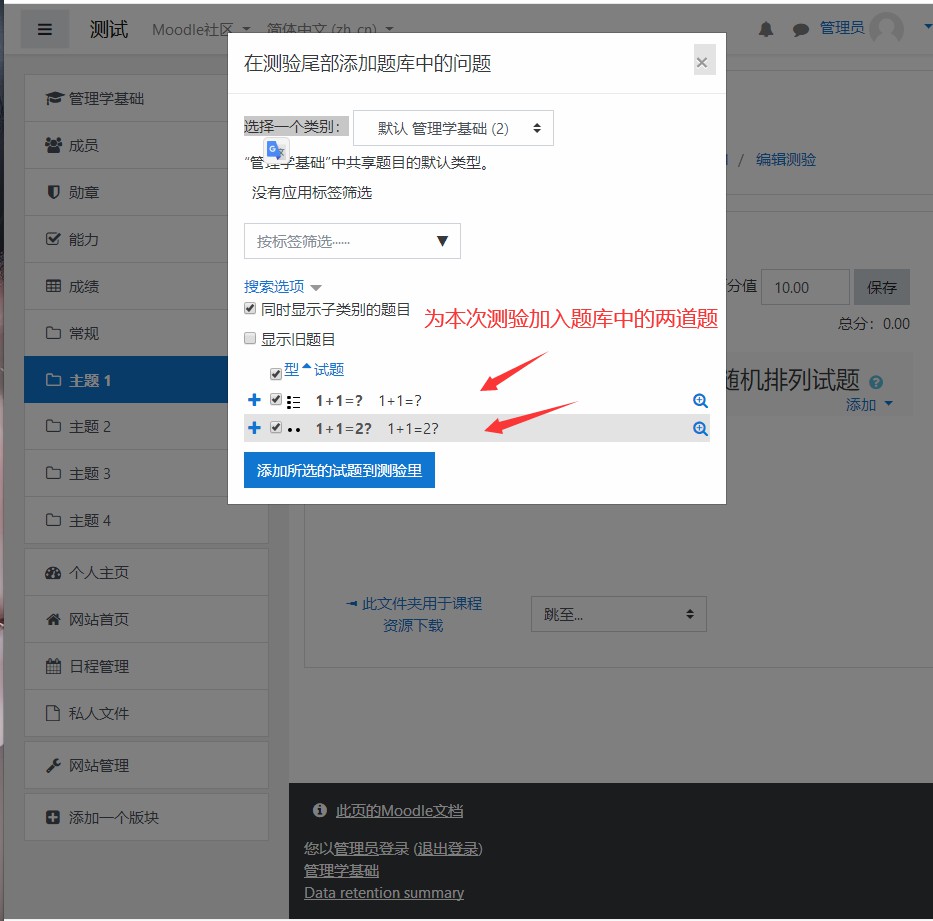 测试 Moodle社区 简体中文 (zh_cn) 管理员
管理学基础
成员
勋章
能力
成绩
常规
主题 1
主题 2
主题 3
主题 4
个人主页
网站首页
日程管理
私人文件
网站管理
添加一个版块
在测验尾部添加题库中的问题 ×
选择一个类别： 默认 管理学基础 (2)
“管理学基础”中共享题目的默认类型。
没有应用标签筛选
按标签筛选......
搜索选项
同时显示子类别的题目
显示旧题目
型 试题
1+1=? 1+1=?
1+1=2? 1+1=2?
添加所选的试题到测验里
为本次测验加入题库中的两道题
/ 编辑测验
分值 10.00 保存
总分：0.00
随机排列试题
添加
此文件夹用于课程
资源下载
跳至...
此页的Moodle文档
您以管理员登录 (退出登录)
管理学基础
Data retention summary